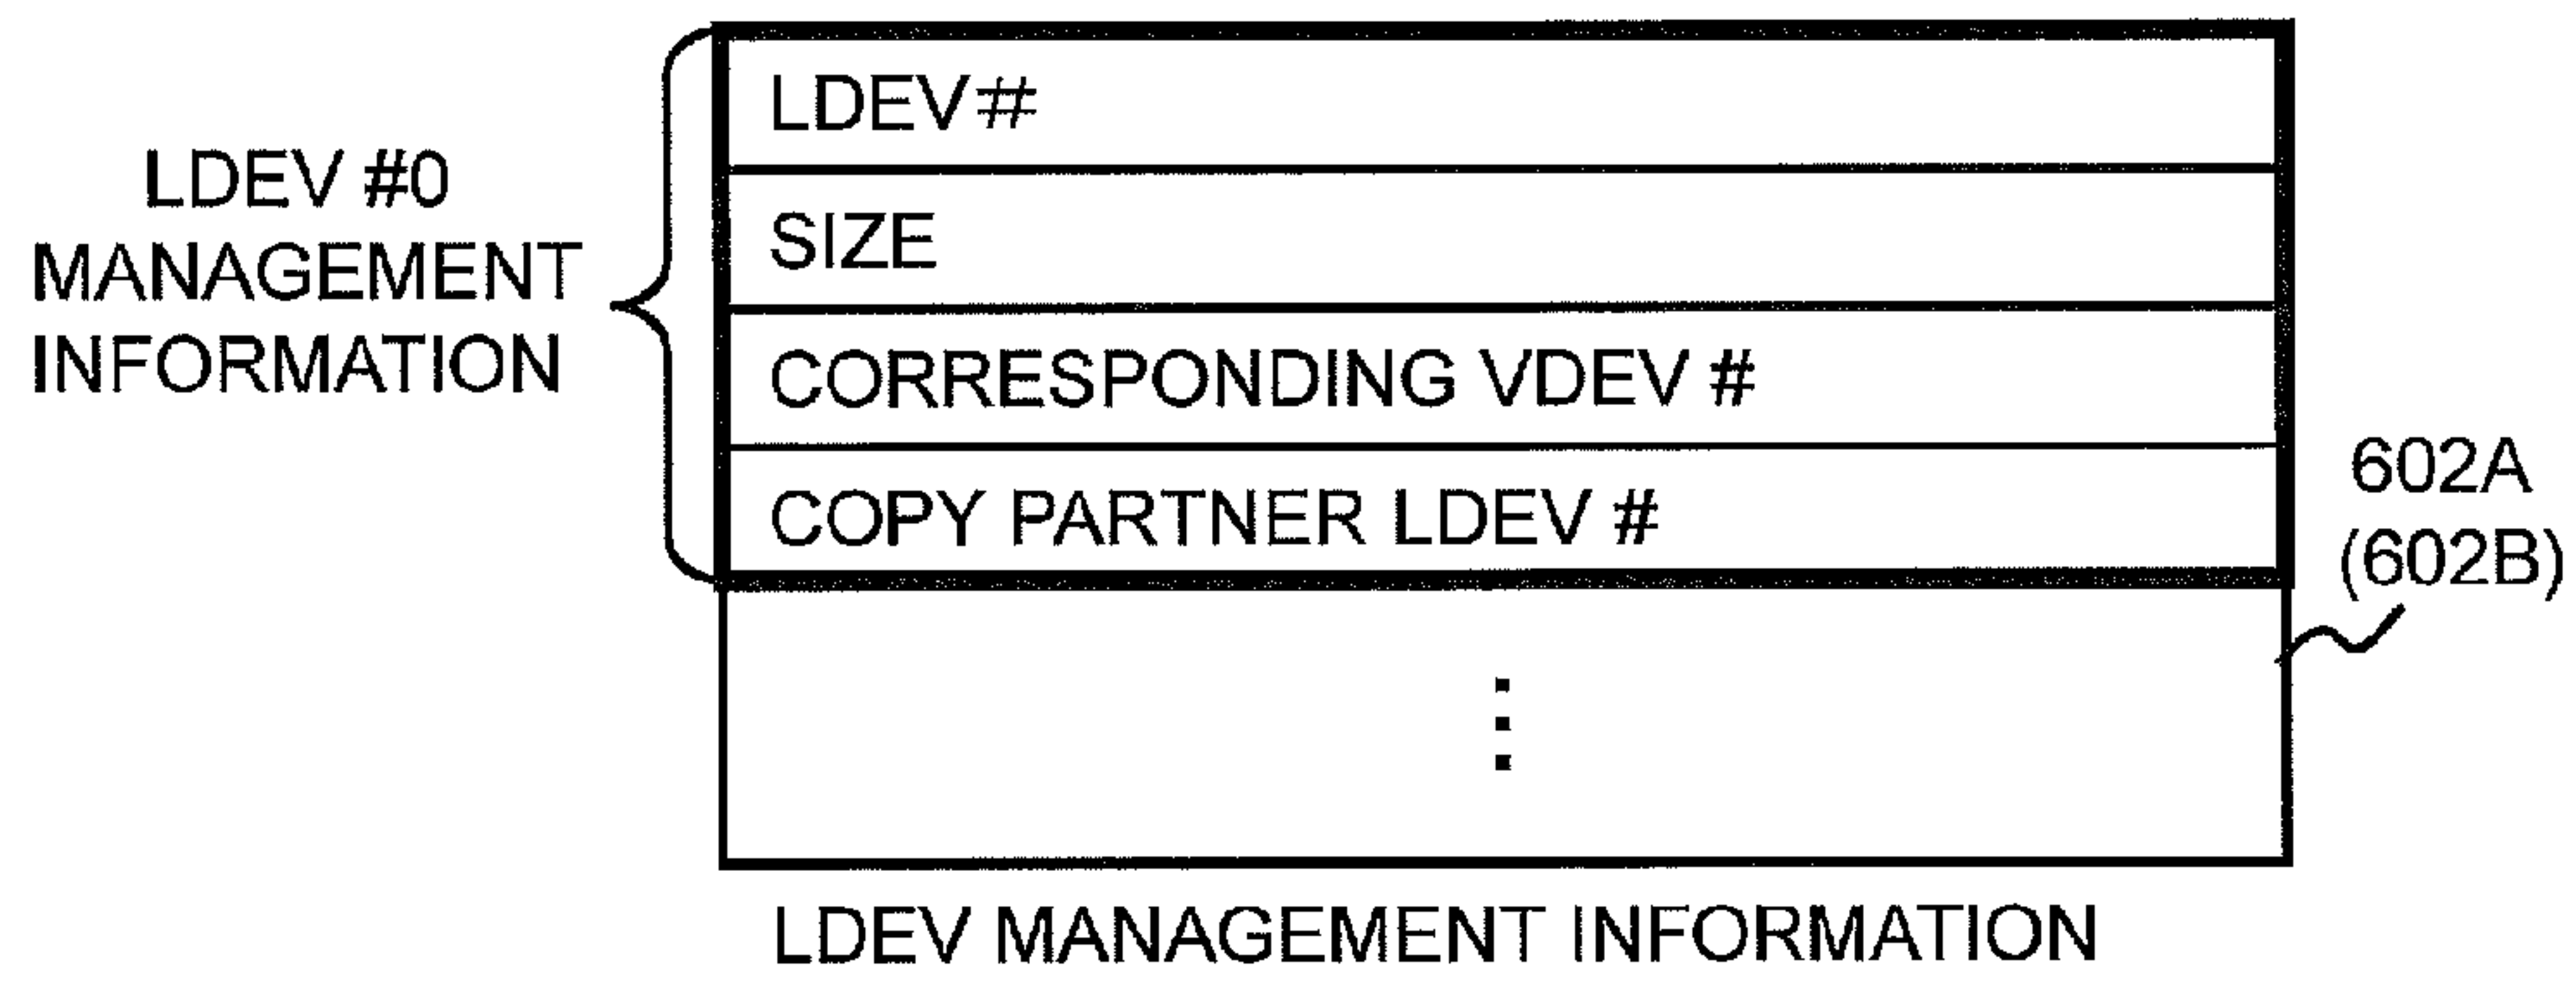 LDEV #0
MANAGEMENT
INFORMATION
LDEV#
SIZE
CORRESPONDING VDEV #
COPY PARTNER LDEV #
602A
(602B)
LDEV MANAGEMENT INFORMATION